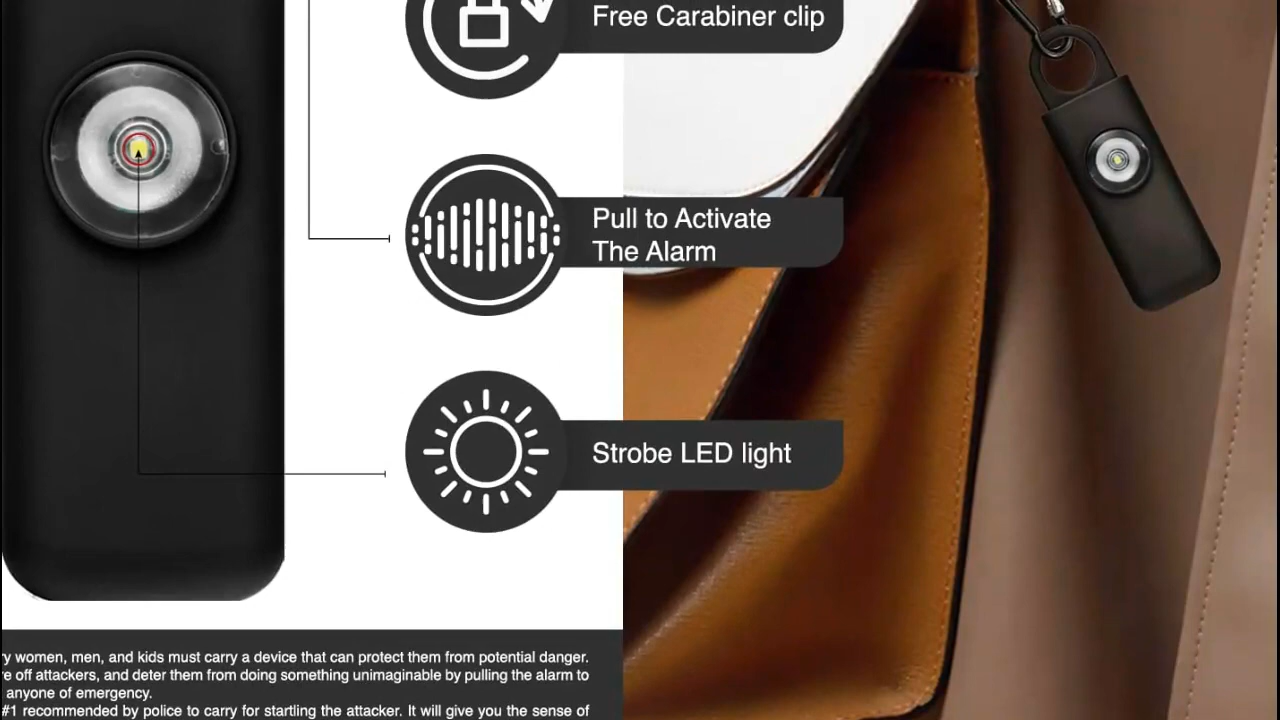 Free Carabiner clip
Pull to Activate
The Alarm
Strobe LED light
women, men, and kids must carry a device that can protect them from potential danger.
off attackers, and deter them from doing something unimaginable by pulling the alarm to
anyone of emergency.
#1 recommended by police to carry for startling the attacker. It will give you the sense of